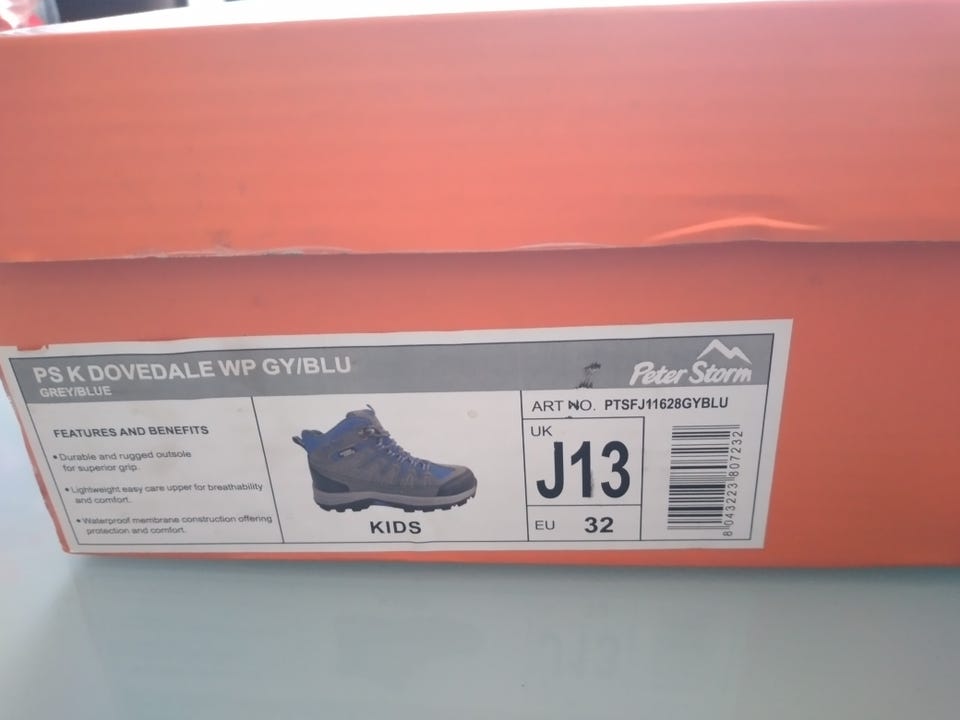 PS K DOVEDALE WP GY/BLU
GREY/BLUE
Peter Storm
FEATURES AND BENEFITS
• Durable and rugged outsole
for superior grip.
• Lightweight easy care upper for breathability
and comfort.
• Waterproof membrane construction offering
protection and comfort.
KIDS
ART NO. PTSFJ11628GYBLU
UK
J13
EU 32
8 043223 807232